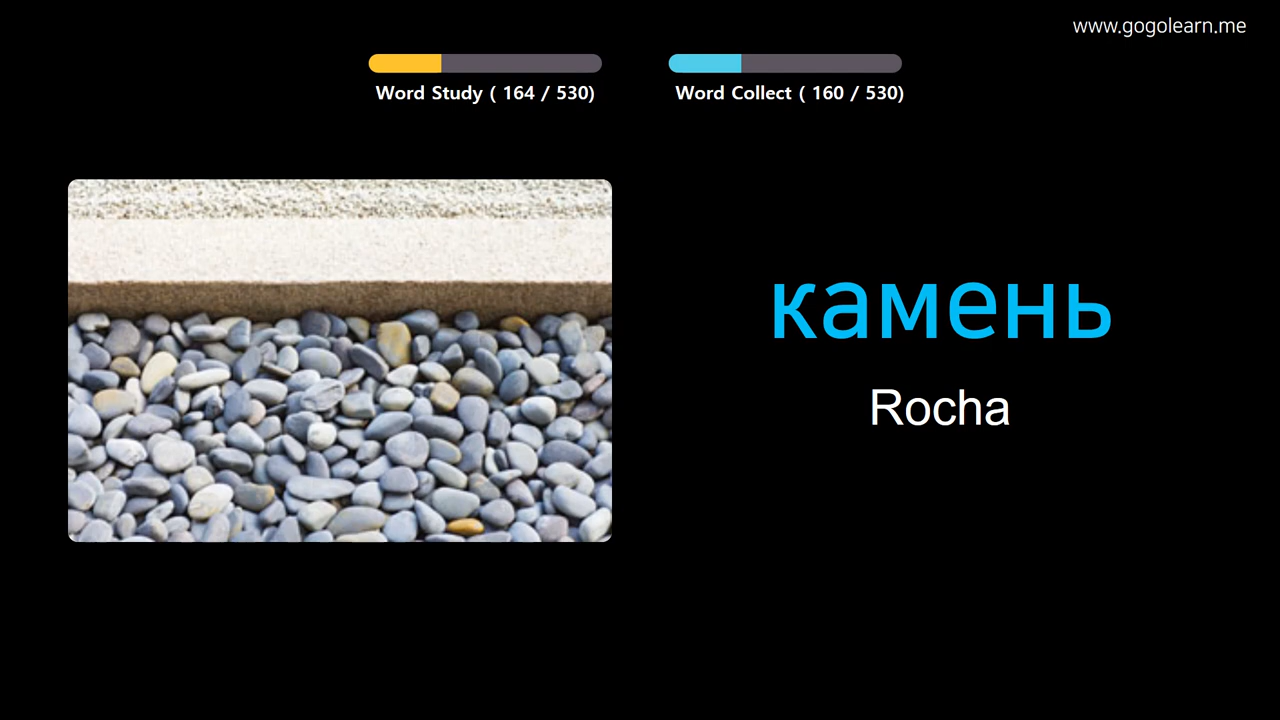 www.gogolearn.me
Word Study ( 164 / 530)
Word Collect ( 160 / 530)
камень
Rocha